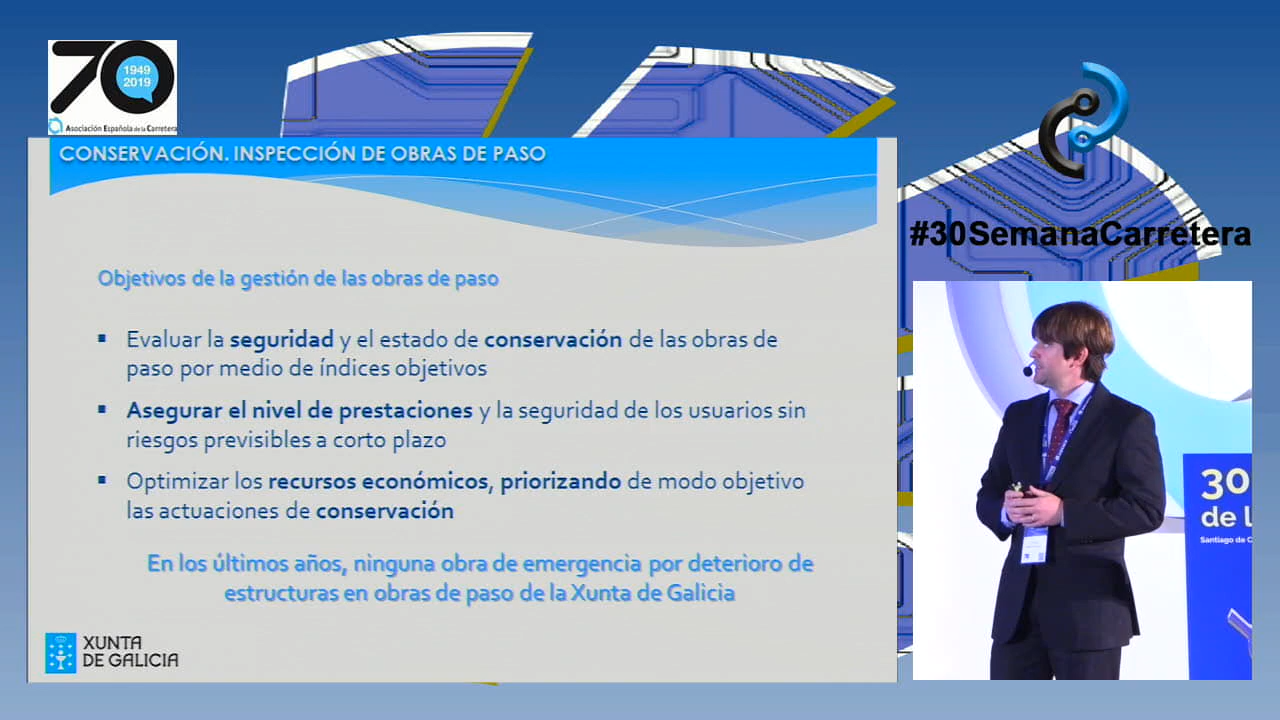 70
1949
2019
Asociación Española de la Carretera
CONSERVACIÓN. INSPECCIÓN DE OBRAS DE PASO
#30SemanaCarretera
Objetivos de la gestión de las obras de paso
Evaluar la seguridad y el estado de conservación de las obras de
paso por medio de índices objetivos
Asegurar el nivel de prestaciones y la seguridad de los usuarios sin
riesgos previsibles a corto plazo
Optimizar los recursos económicos, priorizando de modo objetivo
las actuaciones de conservación
En los últimos años, ninguna obra de emergencia por deterioro de
estructuras en obras de paso de la Xunta de Galicia
XUNTA
DE GALICIA
30
de l
Santiago de C